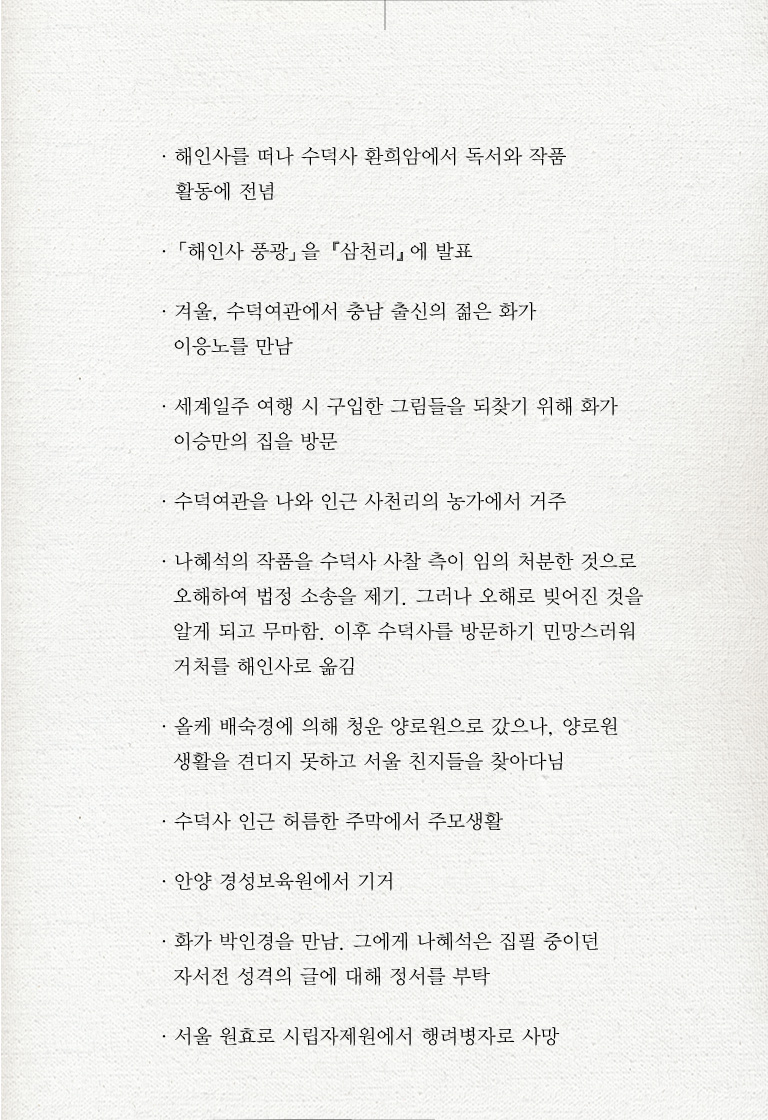 · 해인사를 떠나 수덕사 환희암에서 독서와 작품
활동에 전념
· 「해인사 풍광」을 『삼천리』에 발표
· 겨울, 수덕여관에서 충남 출신의 젊은 화가
이응노를 만남
· 세계일주 여행 시 구입한 그림들을 되찾기 위해 화가
이승만의 집을 방문
· 수덕여관을 나와 인근 사천리의 농가에서 거주
· 나혜석의 작품을 수덕사 사찰 측이 임의 처분한 것으로
오해하여 법정 소송을 제기. 그러나 오해로 빚어진 것을
알게 되고 무마함. 이후 수덕사를 방문하기 민망스러워
거처를 해인사로 옮김
· 올케 배숙경에 의해 청운 양로원으로 갔으나, 양로원
생활을 견디지 못하고 서울 친지들을 찾아다님
· 수덕사 인근 허름한 주막에서 주모생활
· 안양 경성보육원에서 기거
· 화가 박인경을 만남. 그에게 나혜석은 집필 중이던
자서전 성격의 글에 대해 정서를 부탁
· 서울 원효로 시립자제원에서 행려병자로 사망